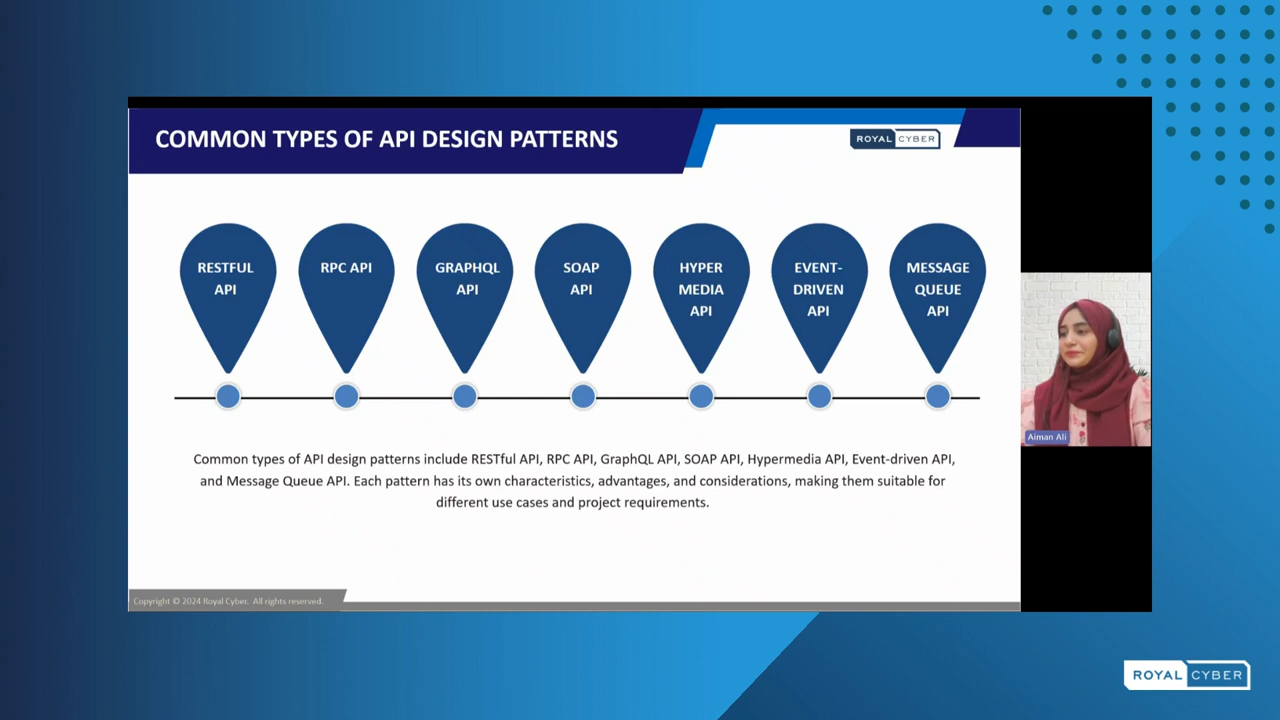 COMMON TYPES OF API DESIGN PATTERNS
ROYAL CYBER
RESTFUL
API
RPC API
GRAPHQL
API
SOAP
API
HYPER
MEDIA
API
EVENT-
DRIVEN
API
MESSAGE
QUEUE
API
Common types of API design patterns include RESTful API, RPC API, GraphQL API, SOAP API, Hypermedia API, Event-driven API,
and Message Queue API. Each pattern has its own characteristics, advantages, and considerations, making them suitable for
different use cases and project requirements.
Aiman Ali
Copyright © 2024 Royal Cyber. All rights reserved.
ROYAL CYBER